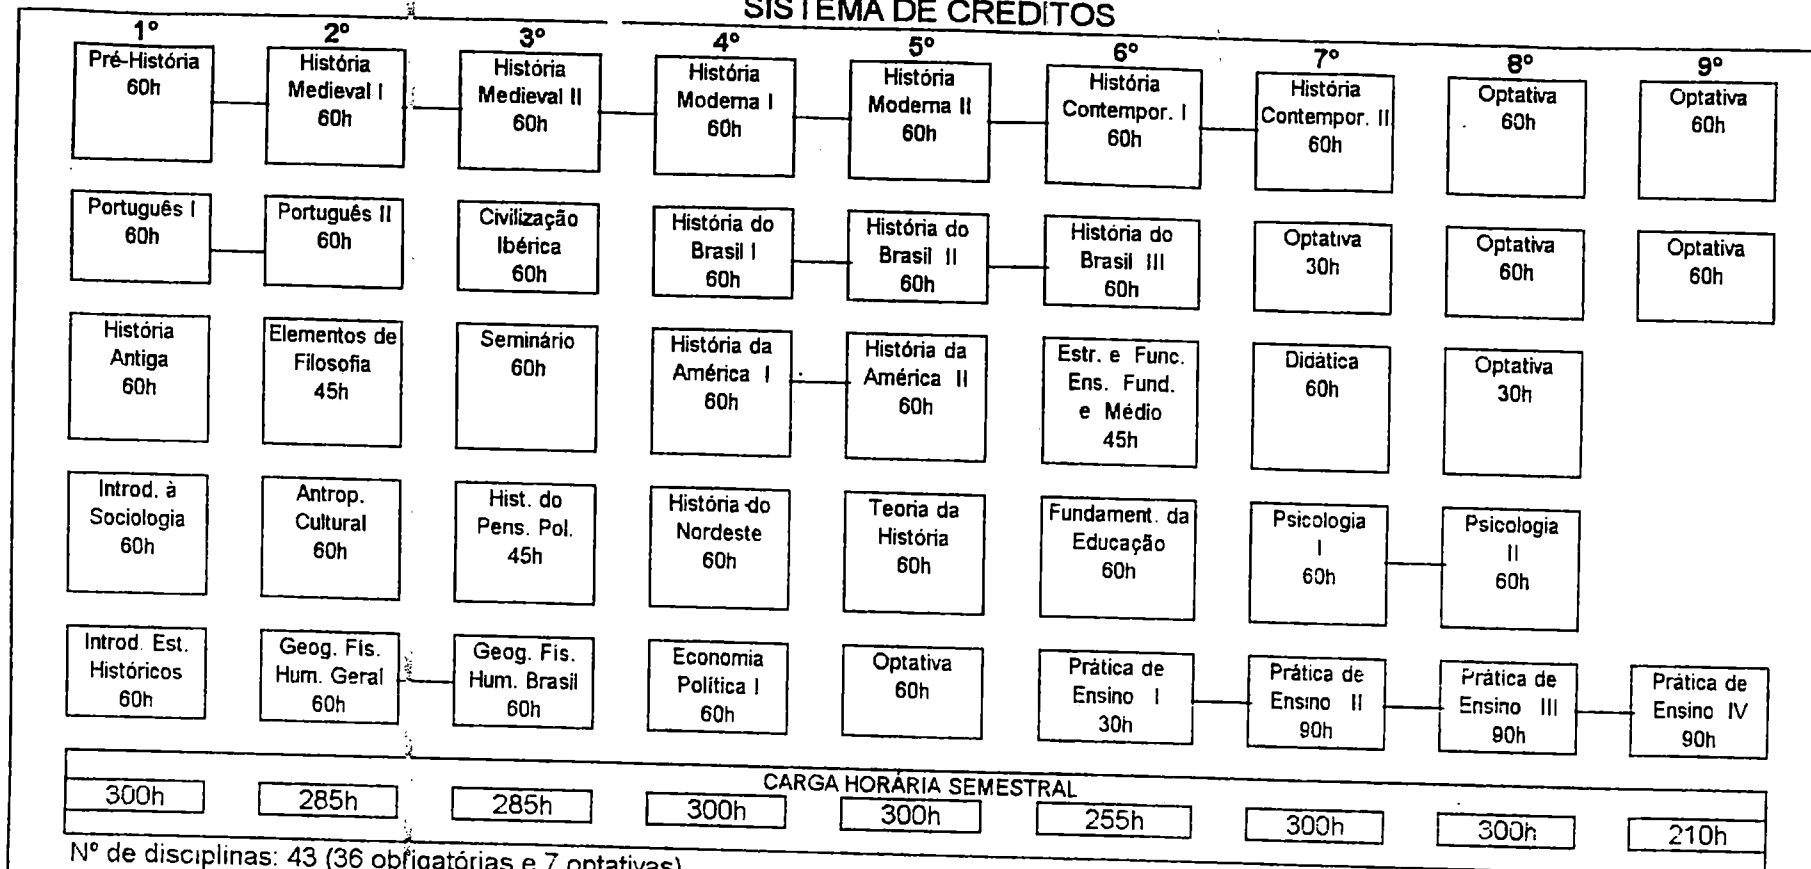 SISTEMA DE CRÉDITOS
1º 2º 3º 4º 5º 6º 7º 8º 9º
Pré-História
60h
História
Medieval I
60h
História
Medieval II
60h
História
Moderna I
60h
História
Moderna II
60h
História
Contempor. I
60h
História
Contempor. II
60h
Optativa
60h
Optativa
60h
Português I
60h
Português II
60h
Civilização
Ibérica
60h
História do
Brasil I
60h
História do
Brasil II
60h
História do
Brasil III
60h
Optativa
30h
Optativa
60h
Optativa
60h
História
Antiga
60h
Elementos de
Filosofia
45h
Seminário
60h
História da
América I
60h
História da
América II
60h
Estr. e Func.
Ens. Fund.
e Médio
45h
Didática
60h
Optativa
30h
Introd. à
Sociologia
60h
Antrop.
Cultural
60h
Hist. do
Pens. Pol.
45h
História do
Nordeste
60h
Teoria da
História
60h
Fundament. da
Educação
60h
Psicologia
I
60h
Psicologia
II
60h
Introd. Est.
Históricos
60h
Geog. Fís.
Hum. Geral
60h
Geog. Fís.
Hum. Brasil
60h
Economia
Política I
60h
Optativa
60h
Prática de
Ensino I
30h
Prática de
Ensino II
90h
Prática de
Ensino III
90h
Prática de
Ensino IV
90h
CARGA HORÁRIA SEMESTRAL
300h 285h 285h 300h 300h 255h 300h 300h 210h
Nº de disciplinas: 43 (36 obrigatórias e 7 optativas)